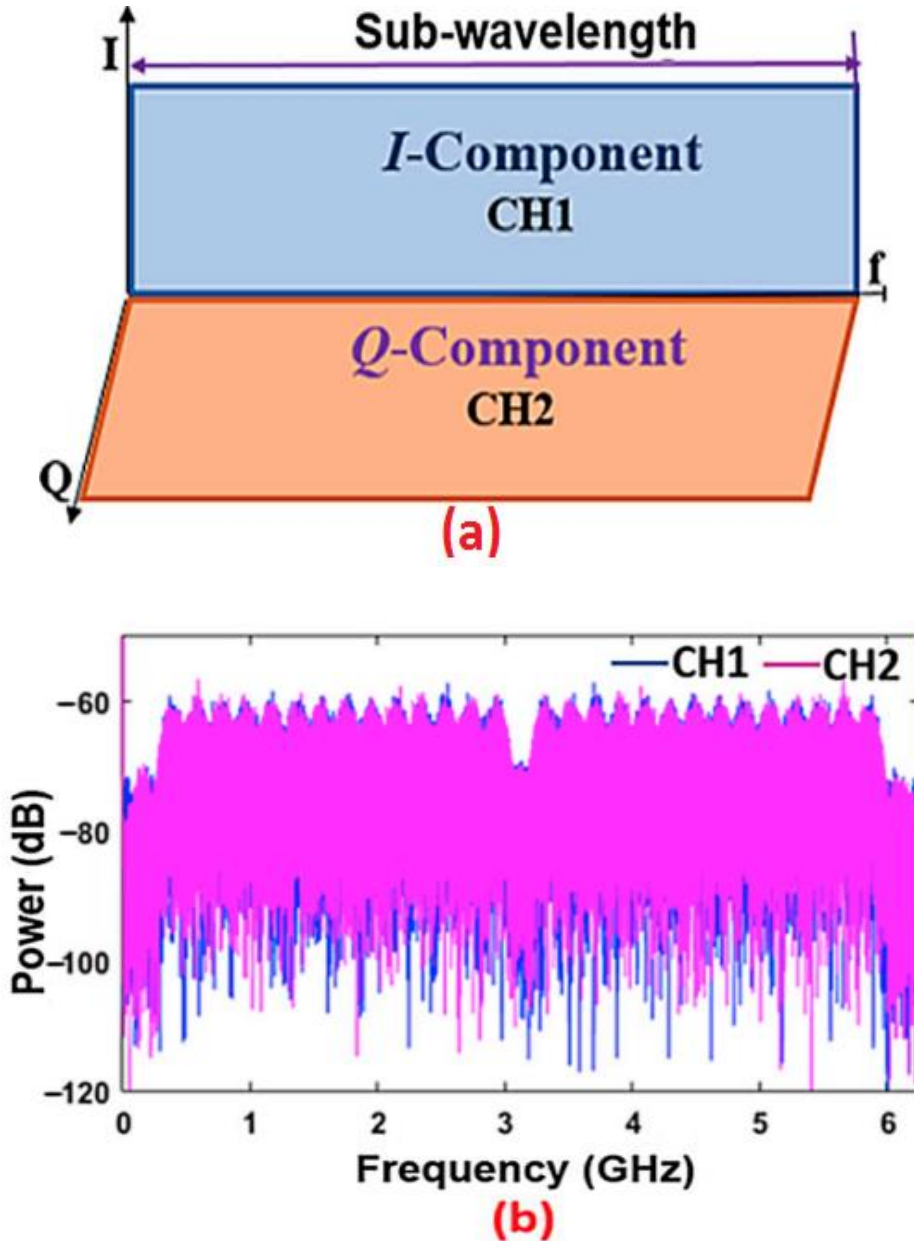 Sub-wavelength
I
I-Component
CH1
f
Q-Component
CH2
Q
(a)
CH1 CH2
−60
−80
−100
−120
Power (dB)
0 1 2 3 4 5 6
Frequency (GHz)
(b)